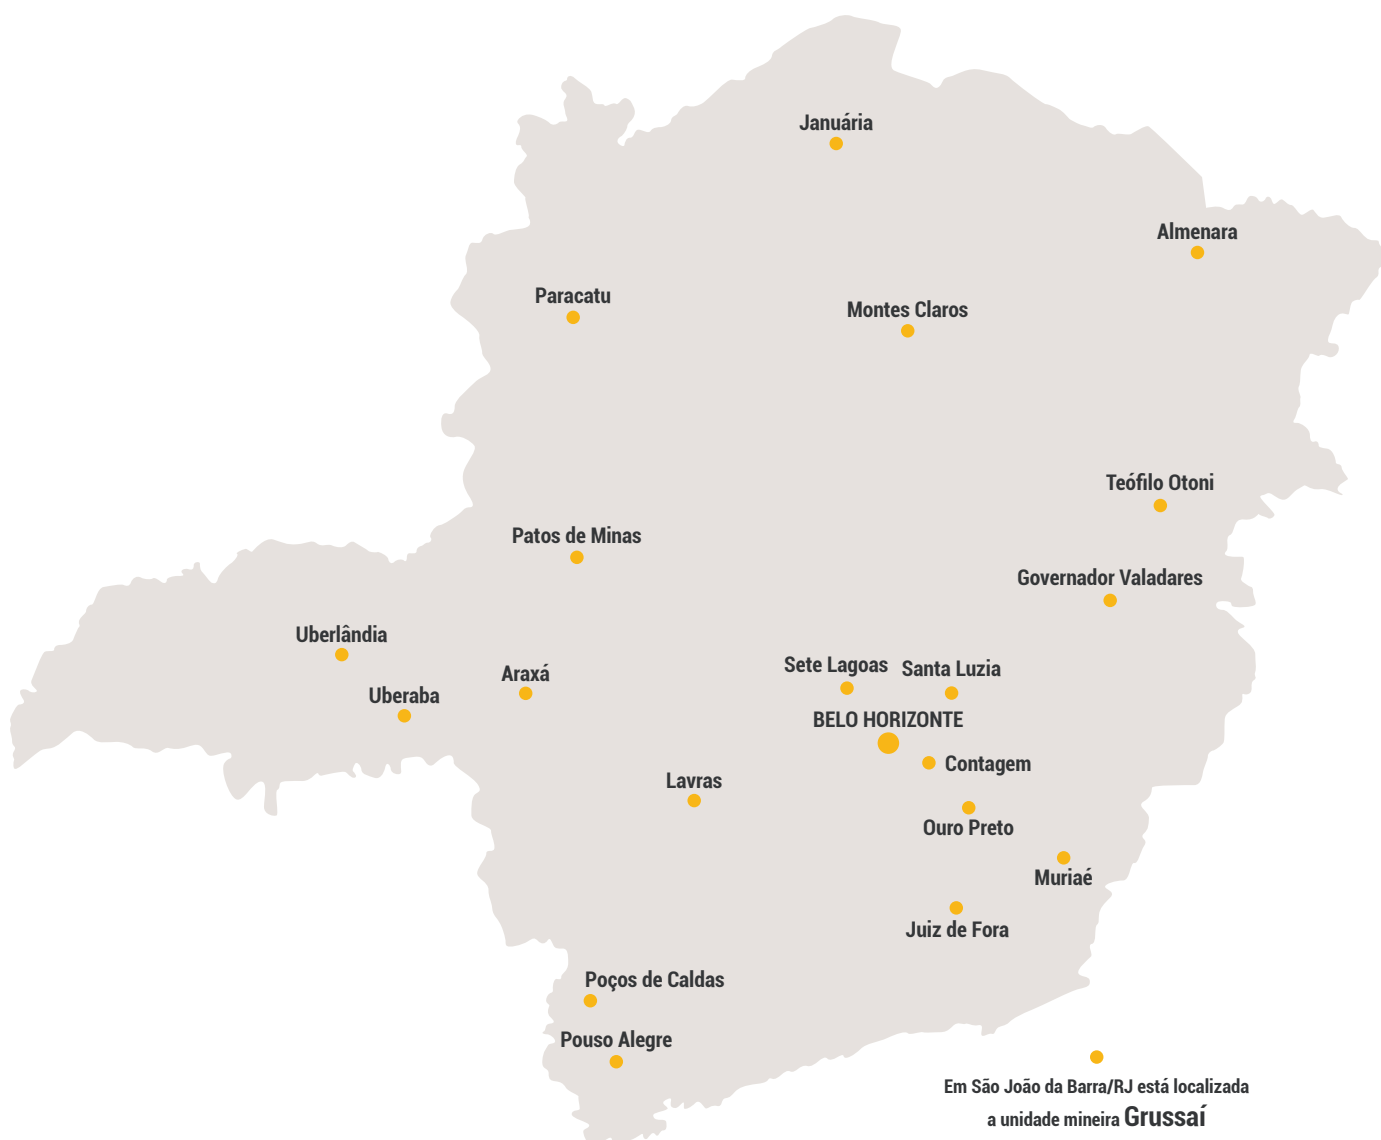 Januária
Almenara
Paracatu
Montes Claros
Teófilo Otoni
Patos de Minas
Governador Valadares
Uberlândia
Sete Lagoas
Santa Luzia
Araxá
Uberaba
BELO HORIZONTE
Contagem
Lavras
Ouro Preto
Muriaé
Juiz de Fora
Poços de Caldas
Pouso Alegre
Em São João da Barra/RJ está localizada
a unidade mineira Grussaí